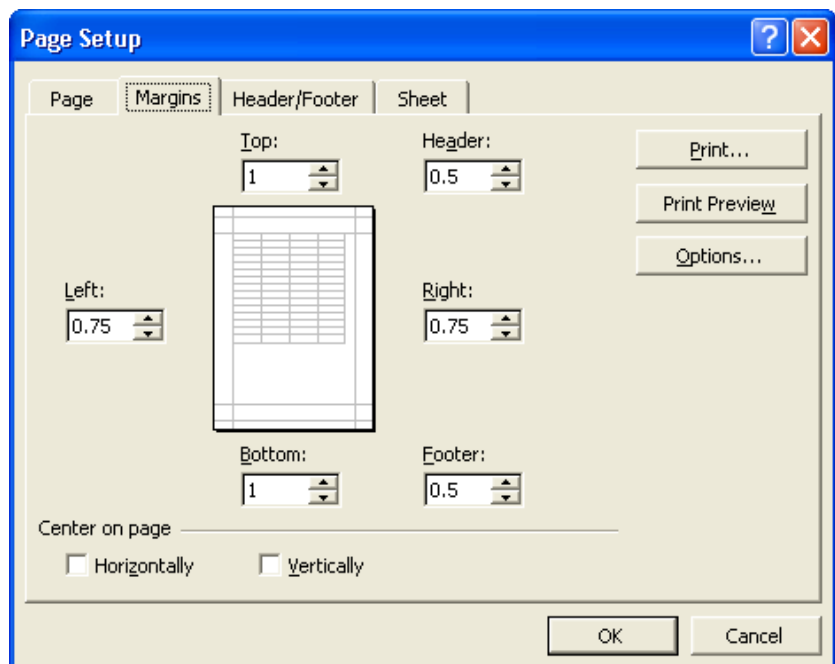 Page Setup
Page Margins Header/Footer Sheet
Top: Header:
1 0.5
Print...
Print Preview
Options...
Left: Right:
0.75 0.75
Bottom: Footer:
1 0.5
Center on page
Horizontally Vertically
OK Cancel